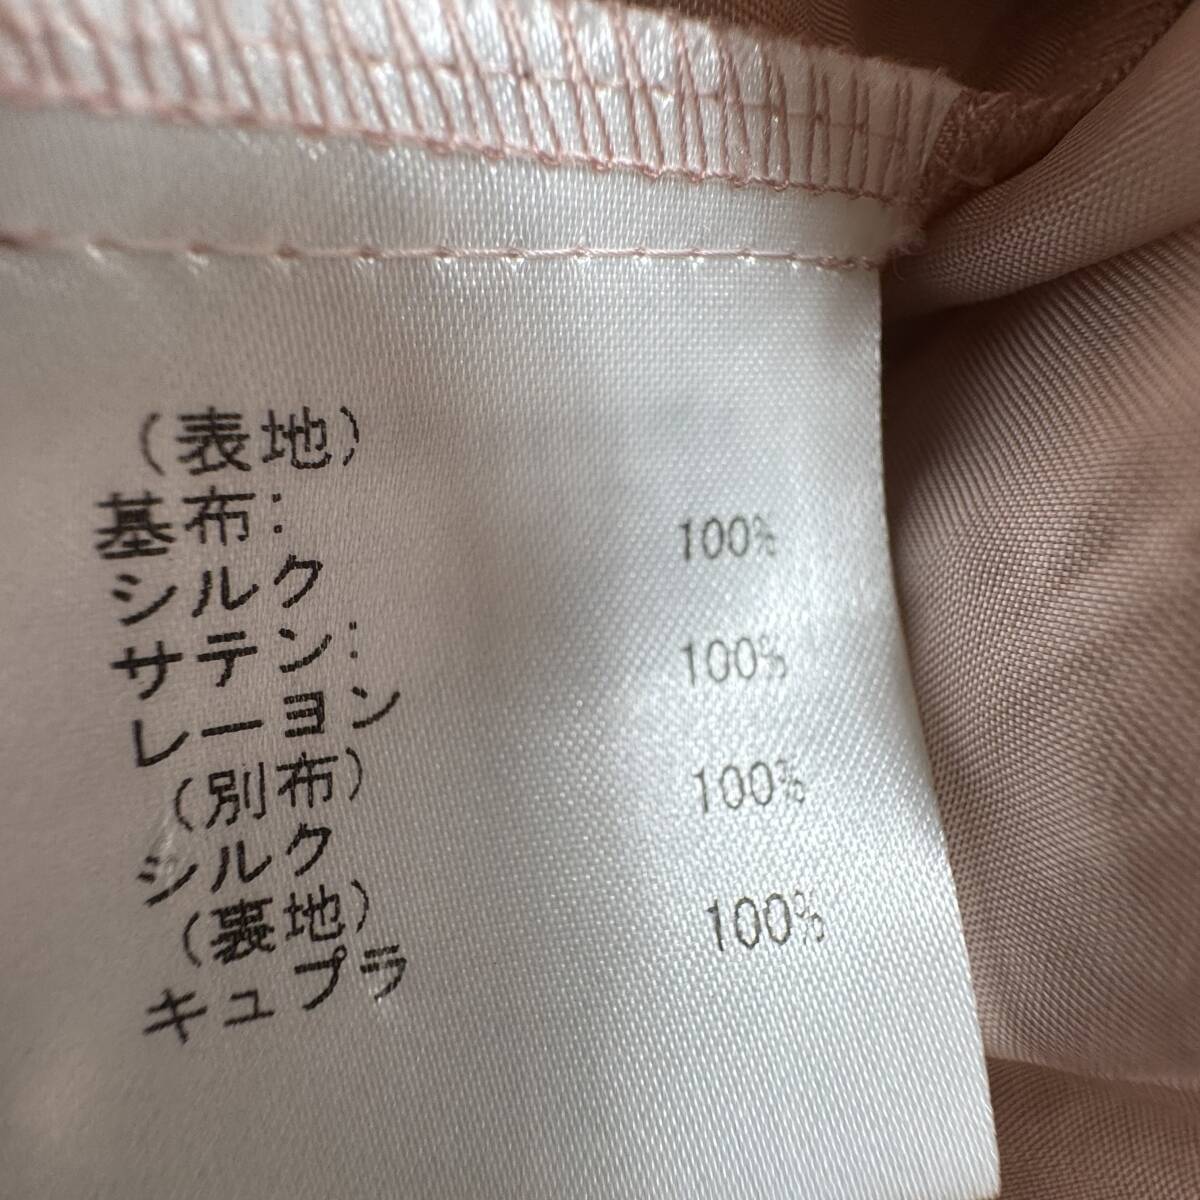 (表地)
基布:
シルク 100%
サテン:
レーヨン 100%
(別布)
シルク 100%
(裏地)
キュプラ 100%